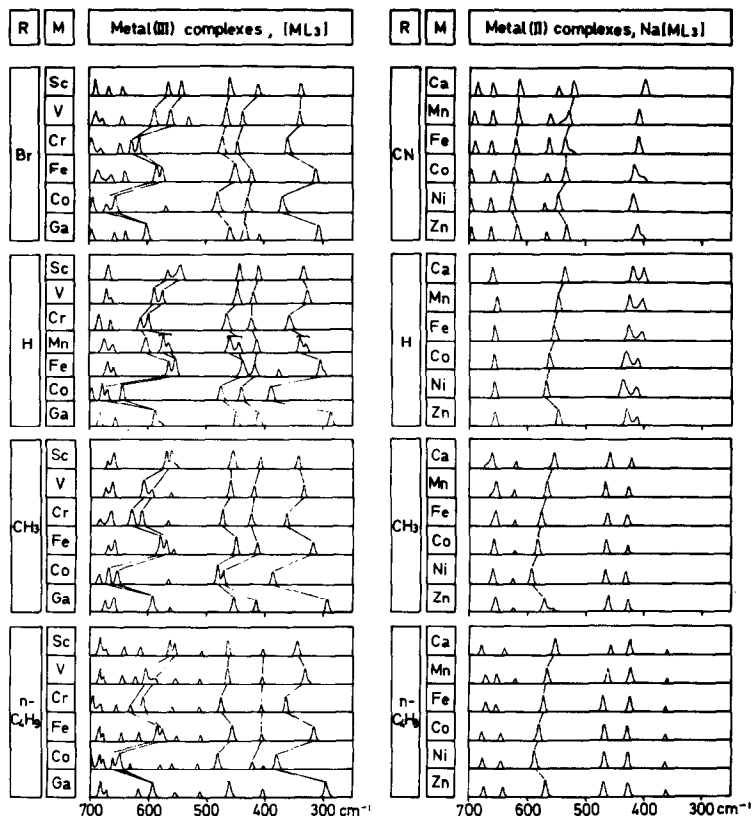 R M Metal(III) complexes, [ML3]
Br
Sc
V
Cr
Fe
Co
Ga
H
Sc
V
Cr
Mn
Fe
Co
Ga
CH3
Sc
V
Cr
Fe
Co
Ga
n-C4H9
Sc
V
Cr
Fe
Co
Ga
700 600 500 400 300 cm-1
R M Metal(II) complexes, Na[ML3]
CN
Ca
Mn
Fe
Co
Ni
Zn
H
Ca
Mn
Fe
Co
Ni
Zn
CH3
Ca
Mn
Fe
Co
Ni
Zn
n-C4H9
Ca
Mn
Fe
Co
Ni
Zn
700 600 500 400 300 cm-1